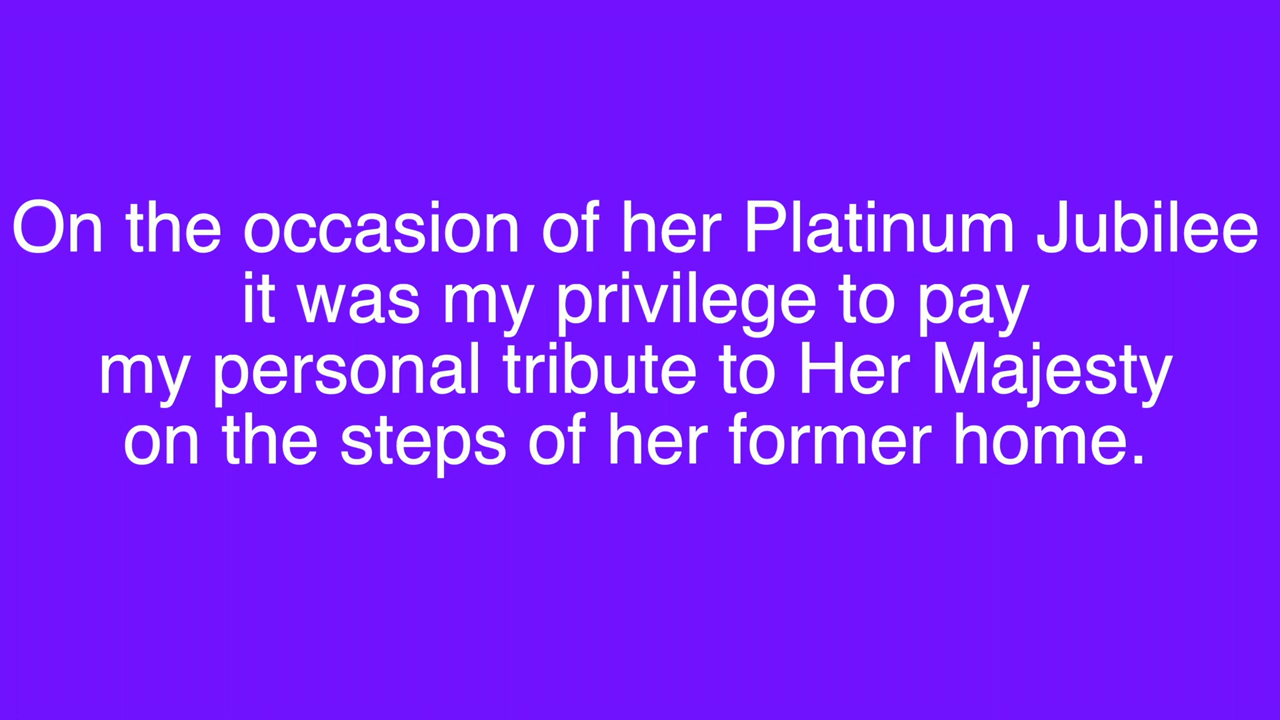 On the occasion of her Platinum Jubilee
it was my privilege to pay
my personal tribute to Her Majesty
on the steps of her former home.